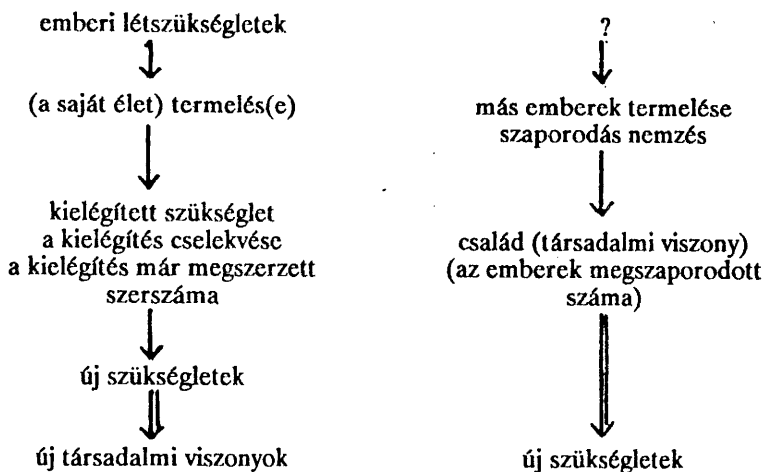 emberi létszükségletek
(a saját élet) termelés(e)
kielégített szükséglet
a kielégítés cselekvése
a kielégítés már megszerzett
szerszáma
új szükségletek
új társadalmi viszonyok
?
más emberek termelése
szaporodás nemzés
család (társadalmi viszony)
(az emberek megszaporodott
száma)
új szükségletek